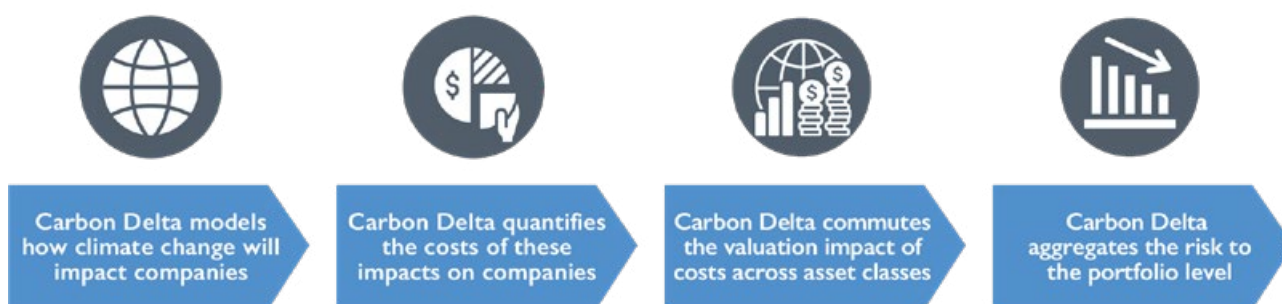 $
$
$
Carbon Delta models
how climate change will
impact companies
Carbon Delta quantifies
the costs of these
impacts on companies
Carbon Delta commutes
the valuation impact of
costs across asset classes
Carbon Delta
aggregates the risk to
the portfolio level